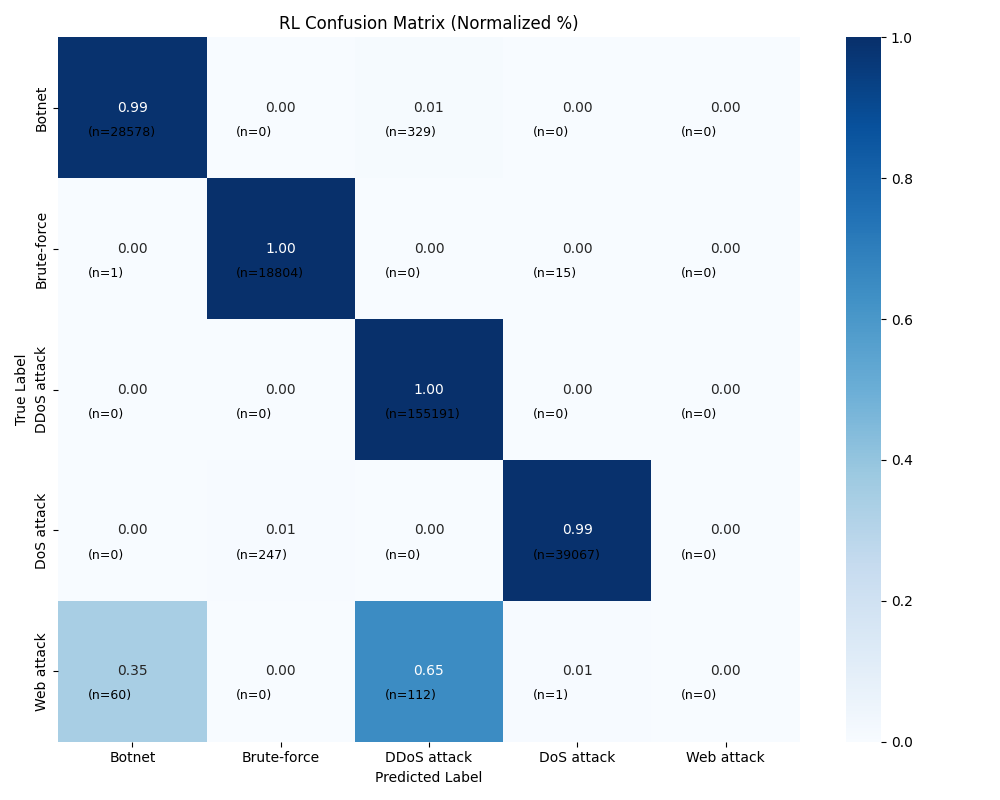 RL Confusion Matrix (Normalized %)
True Label
Botnet
0.99 0.00 0.01 0.00 0.00
(n=28578) (n=0) (n=329) (n=0) (n=0)
Brute-force
0.00 1.00 0.00 0.00 0.00
(n=1) (n=18804) (n=0) (n=15) (n=0)
DDoS attack
0.00 0.00 1.00 0.00 0.00
(n=0) (n=0) (n=155191) (n=0) (n=0)
DoS attack
0.00 0.01 0.00 0.99 0.00
(n=0) (n=247) (n=0) (n=39067) (n=0)
Web attack
0.35 0.00 0.65 0.01 0.00
(n=60) (n=0) (n=112) (n=1) (n=0)
Botnet Brute-force DDoS attack DoS attack Web attack
Predicted Label
1.0
0.8
0.6
0.4
0.2
0.0